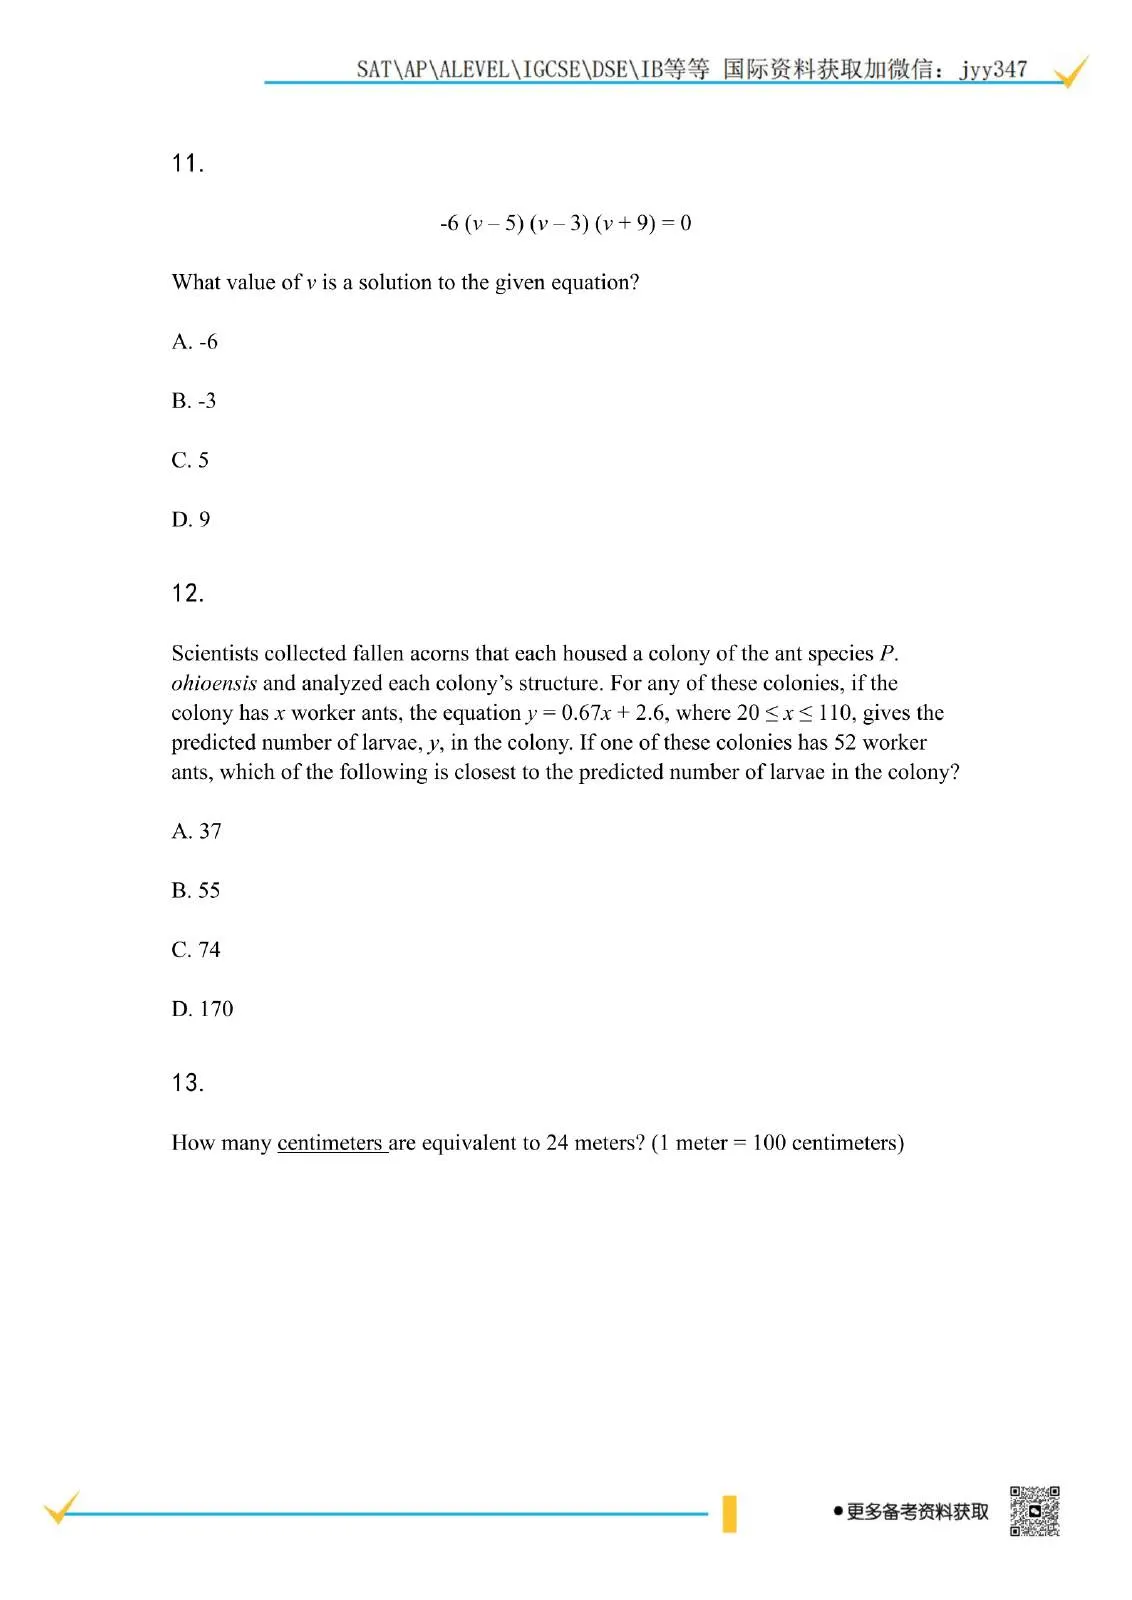 SAT\AP\ALEVEL\IGCSE\DSE\IB等等 国际资料获取加微信：jyy347
11.
-6 (v – 5) (v – 3) (v + 9) = 0
What value of v is a solution to the given equation?
A. -6
B. -3
C. 5
D. 9
12.
Scientists collected fallen acorns that each housed a colony of the ant species P.
ohioensis and analyzed each colony’s structure. For any of these colonies, if the
colony has x worker ants, the equation y = 0.67x + 2.6, where 20 ≤ x ≤ 110, gives the
predicted number of larvae, y, in the colony. If one of these colonies has 52 worker
ants, which of the following is closest to the predicted number of larvae in the colony?
A. 37
B. 55
C. 74
D. 170
13.
How many centimeters are equivalent to 24 meters? (1 meter = 100 centimeters)
●更多备考资料获取